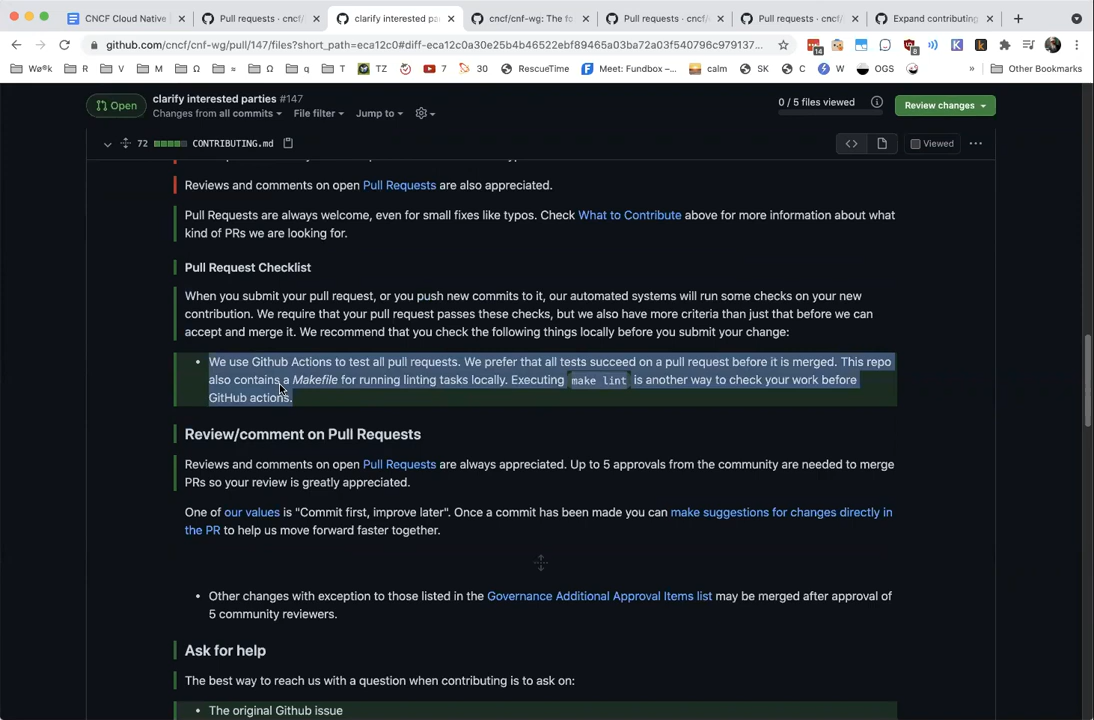 CNCF Cloud Native
Pull requests · cncf/
clarify interested par
cncf/cnf-wg: The fo
Pull requests · cncf/
Pull requests · cncf/
Expand contributing
github.com/cncf/cnf-wg/pull/147/files?short_path=eca12c0#diff-eca12c0a30e25b4b46522ebf89465a03ba72a03f540796c979137...
14
8
Wø®k
R
V
M
Ω
≈
Ω
q
T
TZ
7
30
RescueTime
Meet: Fundbox –...
calm
SK
C
W
OGS
»
Other Bookmarks
Open
clarify interested parties #147
Changes from all commits
File filter
Jump to
0 / 5 files viewed
Review changes
72
CONTRIBUTING.md
Viewed
Reviews and comments on open Pull Requests are also appreciated.
Pull Requests are always welcome, even for small fixes like typos. Check What to Contribute above for more information about what
kind of PRs we are looking for.
Pull Request Checklist
When you submit your pull request, or you push new commits to it, our automated systems will run some checks on your new
contribution. We require that your pull request passes these checks, but we also have more criteria than just that before we can
accept and merge it. We recommend that you check the following things locally before you submit your change:
• We use Github Actions to test all pull requests. We prefer that all tests succeed on a pull request before it is merged. This repo
also contains a Makefile for running linting tasks locally. Executing make lint is another way to check your work before
GitHub actions.
Review/comment on Pull Requests
Reviews and comments on open Pull Requests are always appreciated. Up to 5 approvals from the community are needed to merge
PRs so your review is greatly appreciated.
One of our values is "Commit first, improve later". Once a commit has been made you can make suggestions for changes directly in
the PR to help us move forward faster together.
• Other changes with exception to those listed in the Governance Additional Approval Items list may be merged after approval of
5 community reviewers.
Ask for help
The best way to reach us with a question when contributing is to ask on:
• The original Github issue